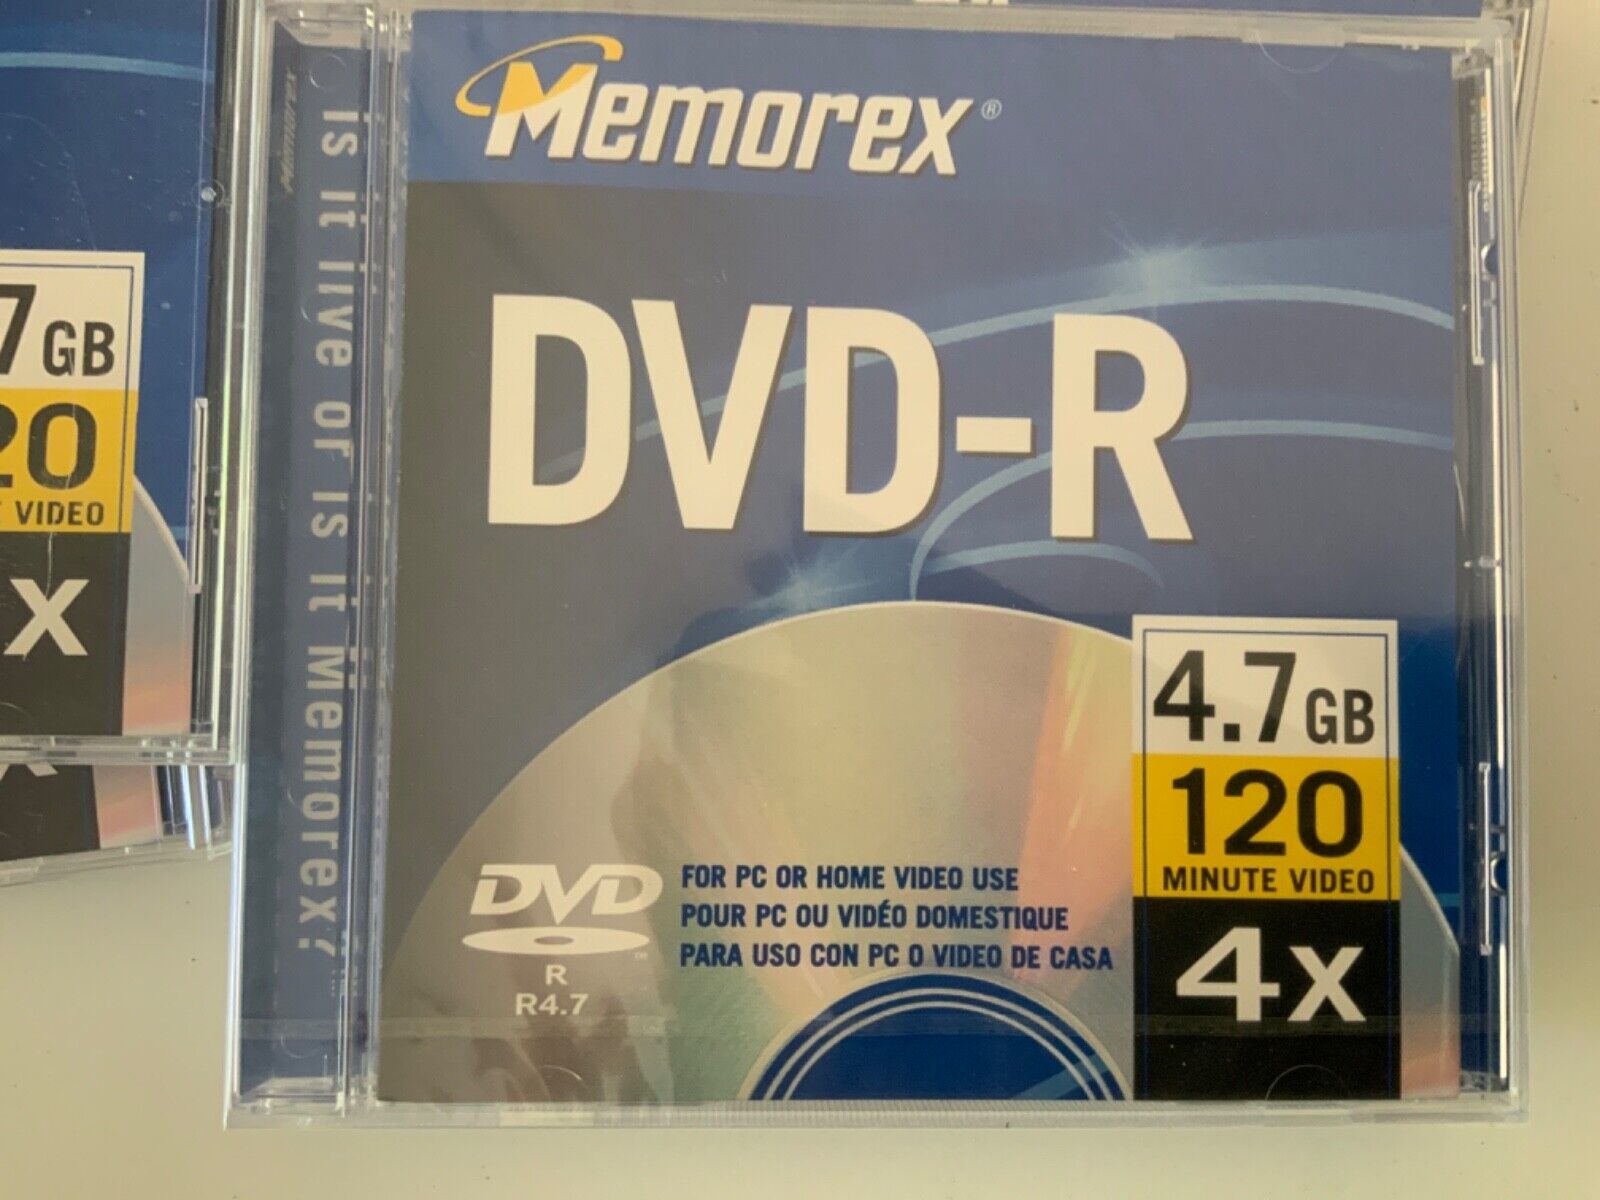 7 GB
20
VIDEO
X
Memorex
is it live or is it Memorex?
Memorex®
DVD-R
4.7 GB
120
MINUTE VIDEO
4X
DVD
R
R4.7
FOR PC OR HOME VIDEO USE
POUR PC OU VIDÉO DOMESTIQUE
PARA USO CON PC O VIDEO DE CASA